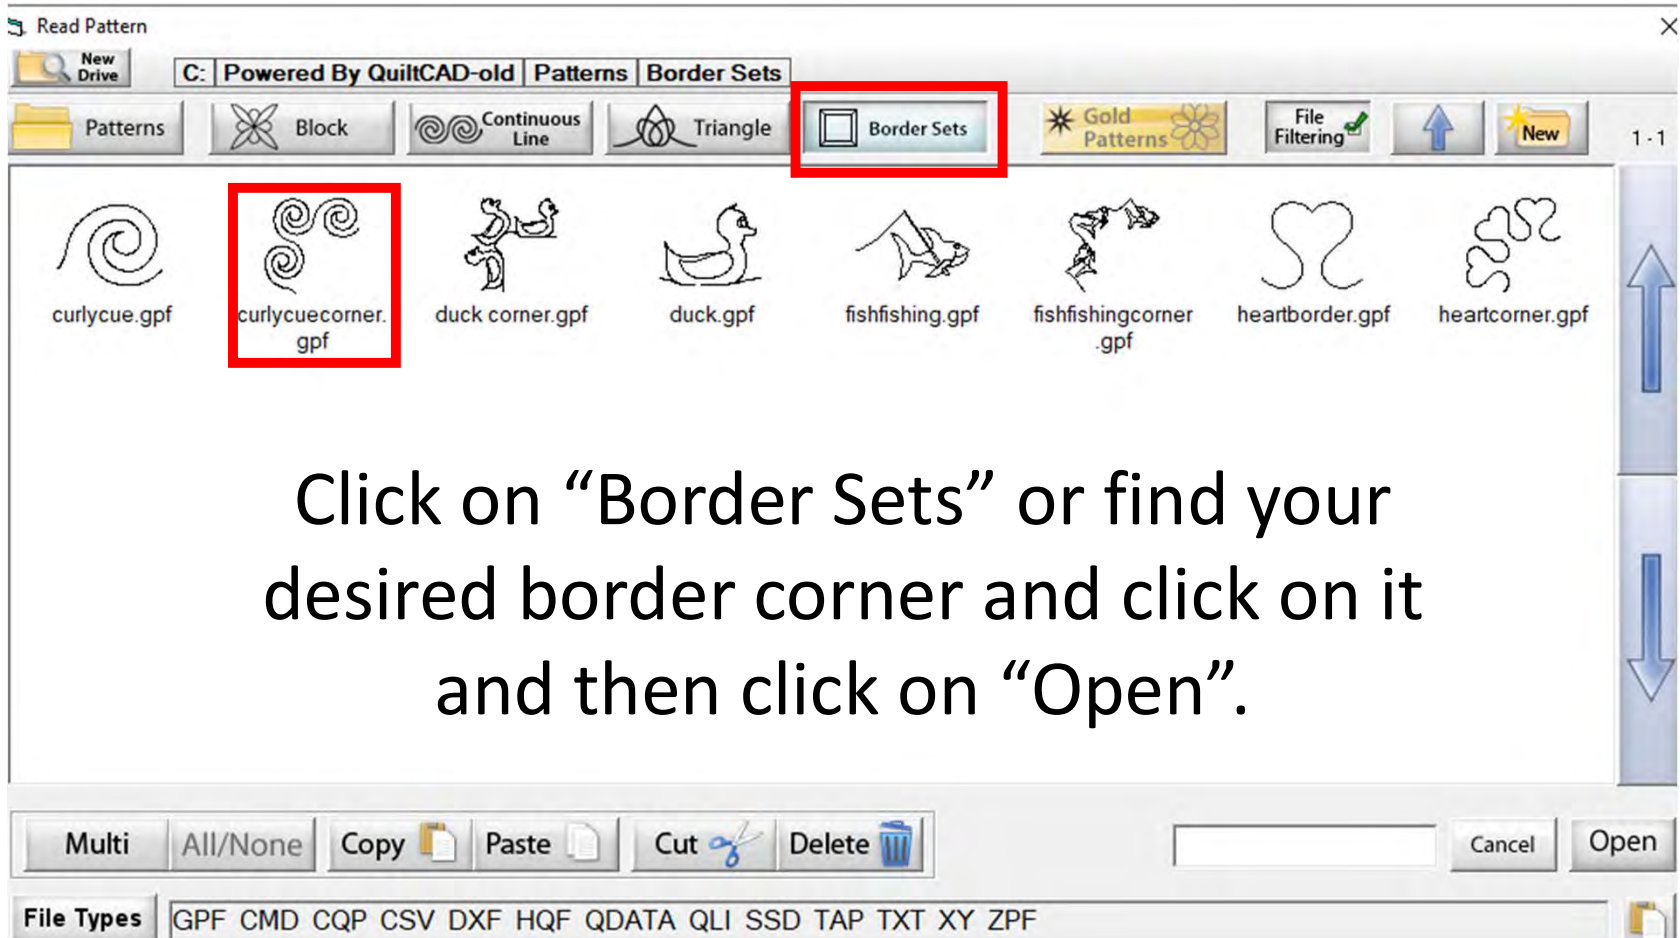 Read Pattern
New
Drive
C: Powered By QuiltCAD-old Patterns Border Sets
Patterns
Block
Continuous
Line
Triangle
Border Sets
Gold
Patterns
File
Filtering
New
1 - 1
curlycue.gpf
curlycuecorner.
gpf
duck corner.gpf
duck.gpf
fishfishing.gpf
fishfishingcorner
.gpf
heartborder.gpf
heartcorner.gpf
Click on “Border Sets” or find your
desired border corner and click on it
and then click on “Open”.
Multi
All/None
Copy
Paste
Cut
Delete
Cancel
Open
File Types
GPF CMD CQP CSV DXF HQF QDATA QLI SSD TAP TXT XY ZPF